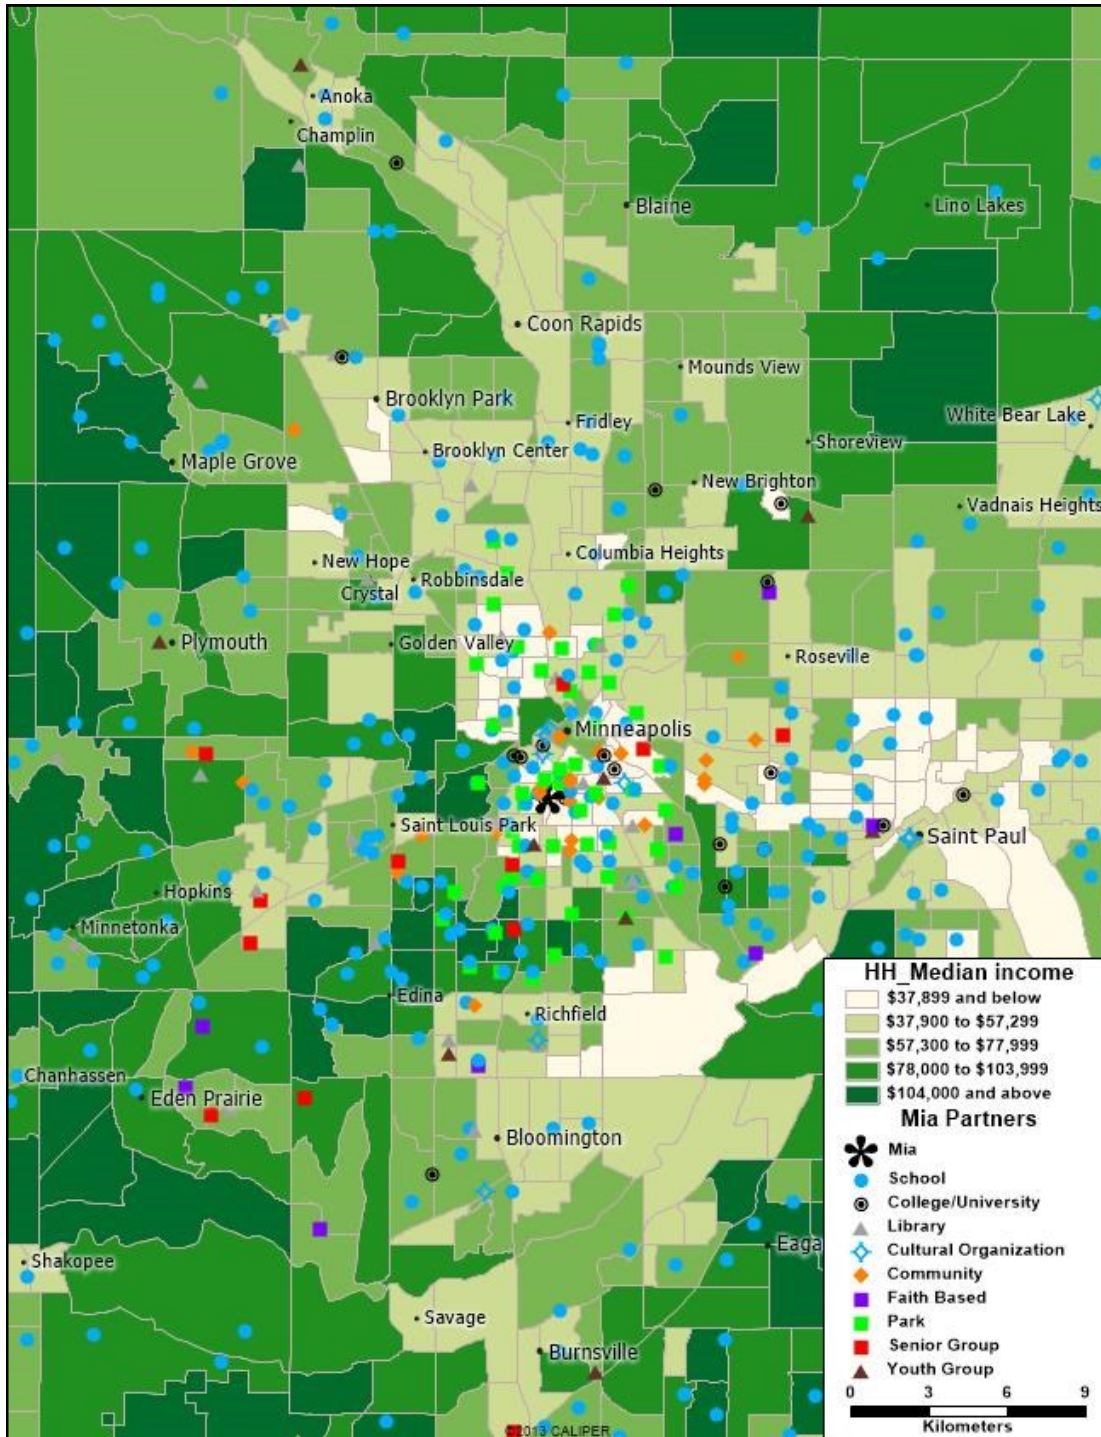 Anoka
Champlin
Blaine
Lino Lakes
Coon Rapids
Mounds View
Brooklyn Park
White Bear Lake
Fridley
Shoreview
Brooklyn Center
Maple Grove
New Brighton
Vadnais Heights
Columbia Heights
New Hope
Robbinsdale
Crystal
Plymouth
Golden Valley
Roseville
Minneapolis
Saint Louis Park
Saint Paul
Hopkins
Minnetonka
Edina
Richfield
Chanhassen
Eden Prairie
Bloomington
Eaga
Shakopee
Savage
Burnsville
©2013 CALIPER
HH_Median income
$37,899 and below
$37,900 to $57,299
$57,300 to $77,999
$78,000 to $103,999
$104,000 and above
Mia Partners
Mia
School
College/University
Library
Cultural Organization
Community
Faith Based
Park
Senior Group
Youth Group
0 3 6 9
Kilometers